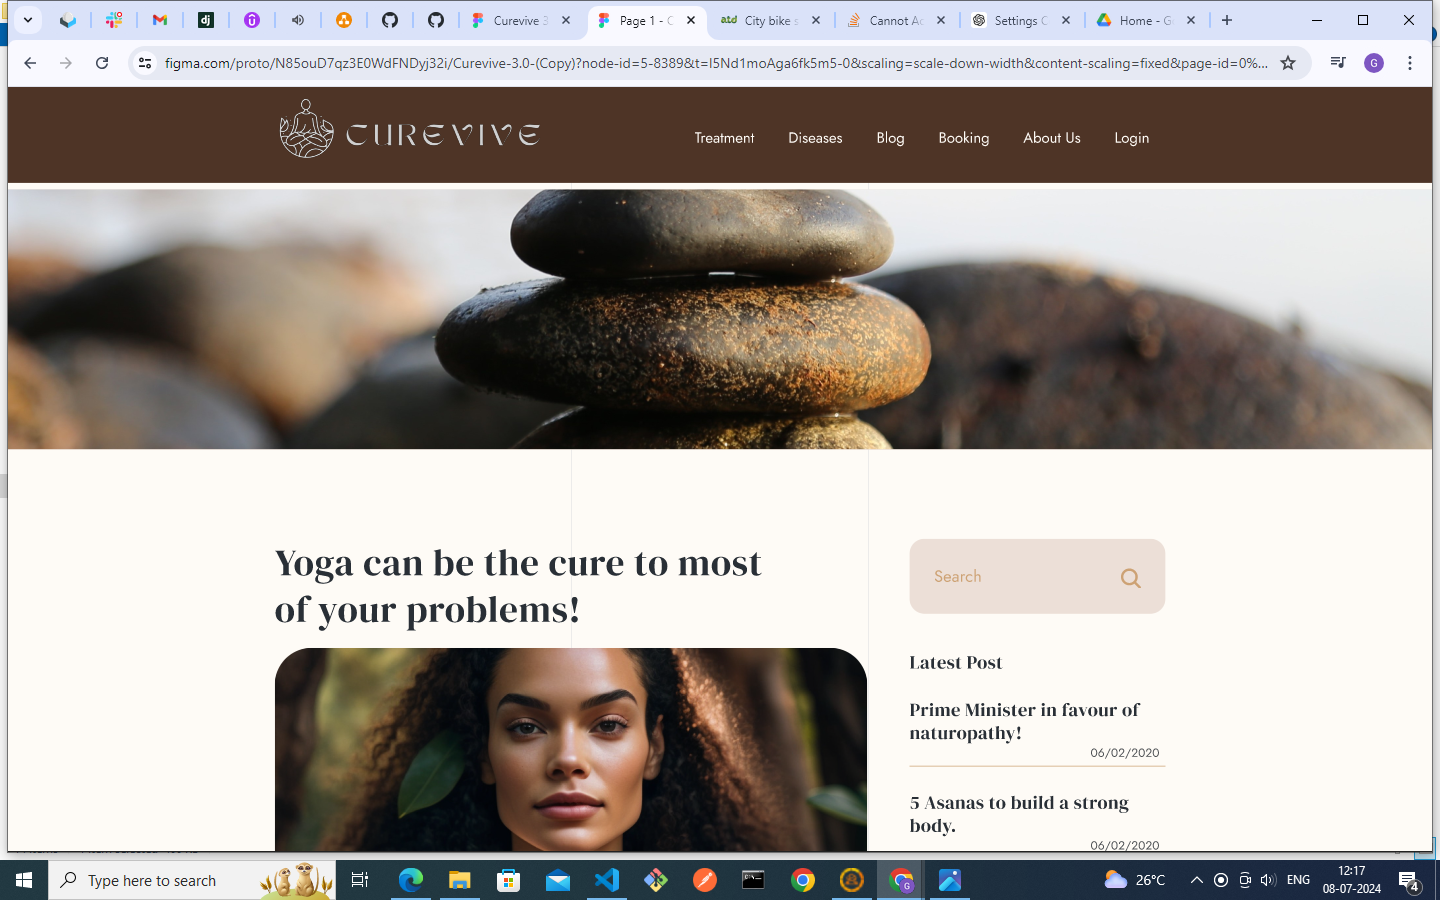 Curevive 3
Page 1 - C
City bike s
Cannot Ac
Settings C
Home - G
figma.com/proto/N85ouD7qz3E0WdFNDyj32i/Curevive-3.0-(Copy)?node-id=5-8389&t=I5Nd1moAga6fk5m5-0&scaling=scale-down-width&content-scaling=fixed&page-id=0%...
G
CUREVIVE
Treatment
Diseases
Blog
Booking
About Us
Login
Yoga can be the cure to most
of your problems!
Search
Latest Post
Prime Minister in favour of
naturopathy!
06/02/2020
5 Asanas to build a strong
body.
06/02/2020
Type here to search
26°C
ENG
12:17
08-07-2024
4